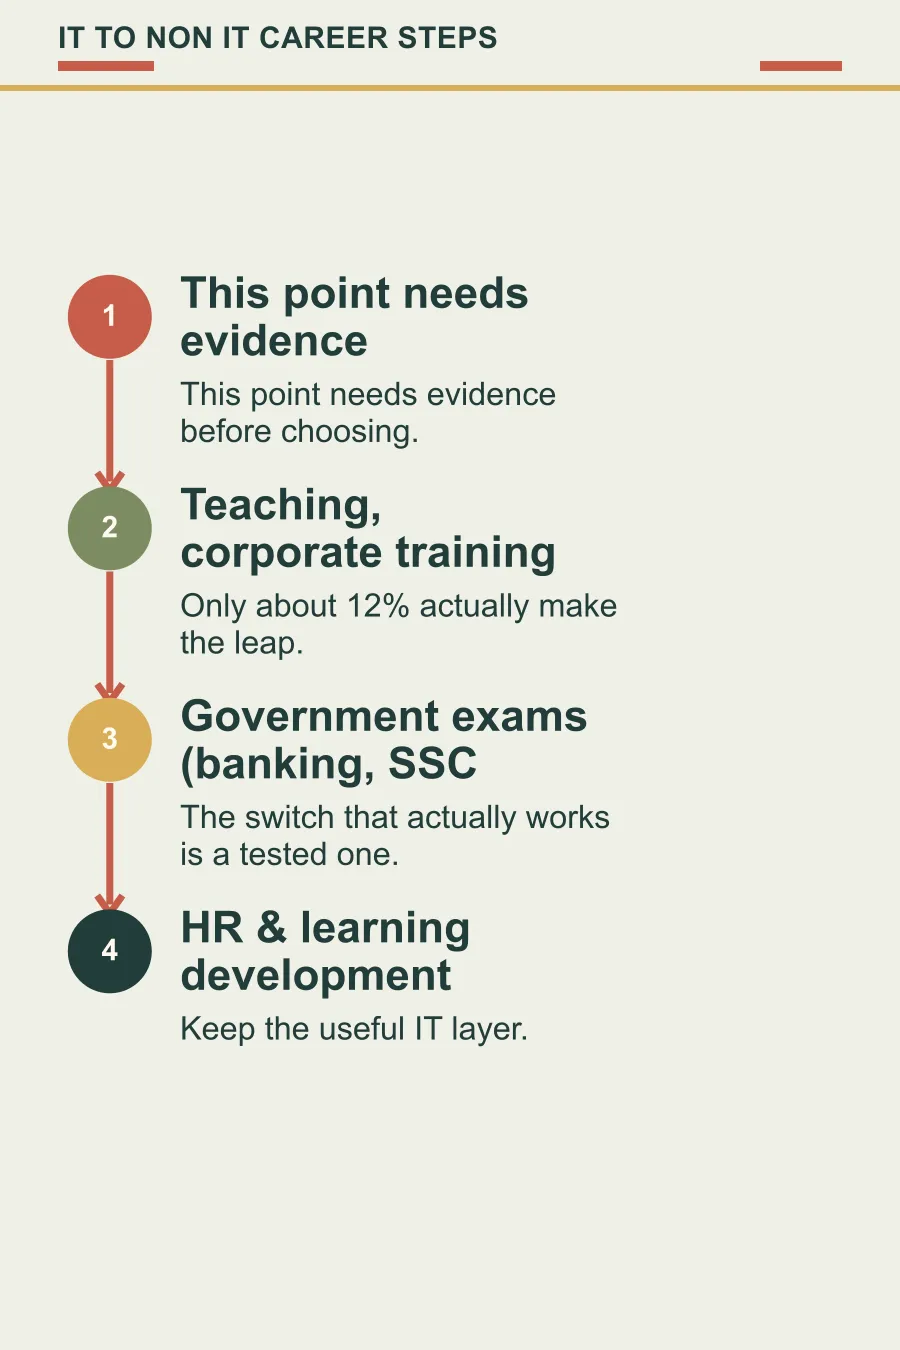 IT TO NON IT CAREER STEPS
1
This point needs
evidence
This point needs evidence
before choosing.
2
Teaching,
corporate training
Only about 12% actually make
the leap.
3
Government exams
(banking, SSC
The switch that actually works
is a tested one.
4
HR & learning
development
Keep the useful IT layer.